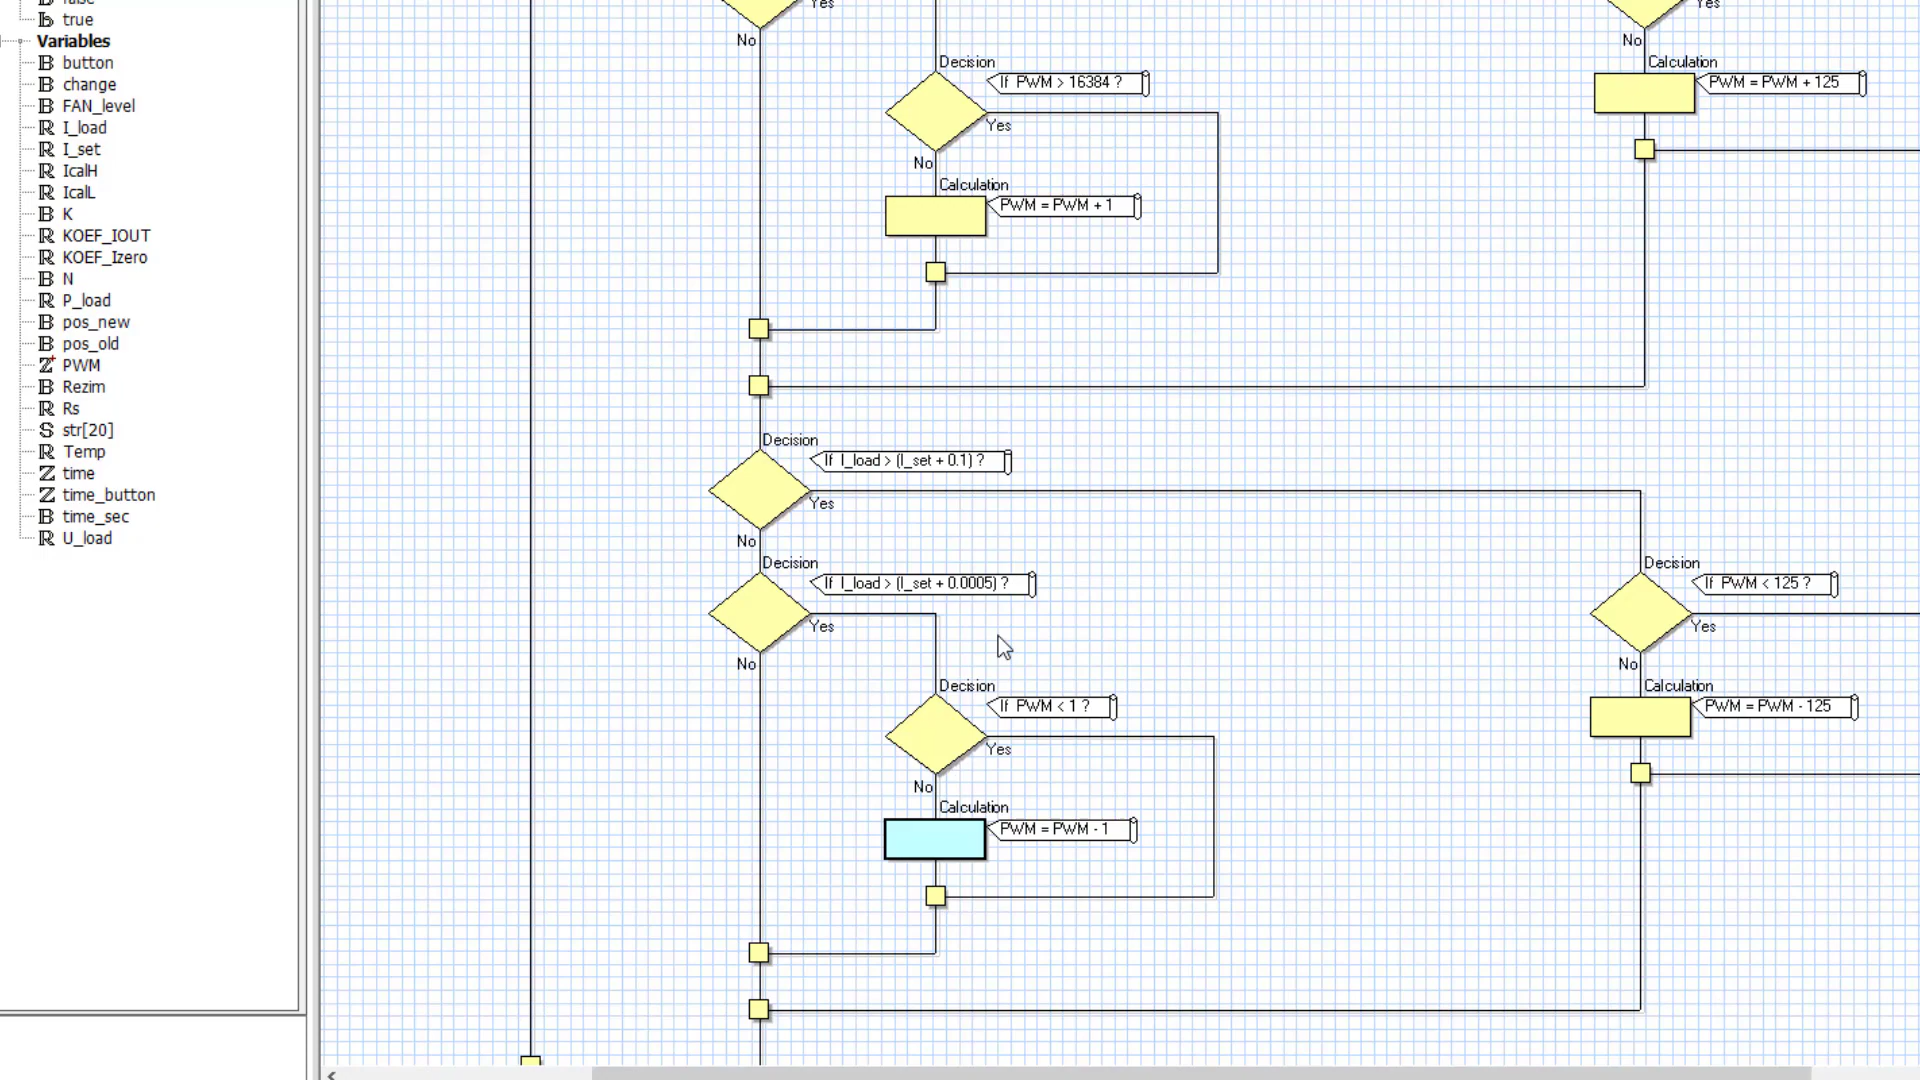 true
Variables
button
change
FAN_level
I_load
I_set
IcalH
IcalL
K
KOEF_IOUT
KOEF_Izero
N
P_load
pos_new
pos_old
PWM
Rezim
Rs
str[20]
Temp
time
time_button
time_sec
U_load
Yes
No
Decision
If PWM > 16384 ?
Yes
No
Calculation
PWM = PWM + 1
Yes
No
Calculation
PWM = PWM + 125
Decision
If I_load > (I_set + 0.1) ?
Yes
No
Decision
If I_load > (I_set + 0.0005) ?
Yes
No
Decision
If PWM < 1 ?
Yes
No
Calculation
PWM = PWM - 1
Decision
If PWM < 125 ?
Yes
No
Calculation
PWM = PWM - 125